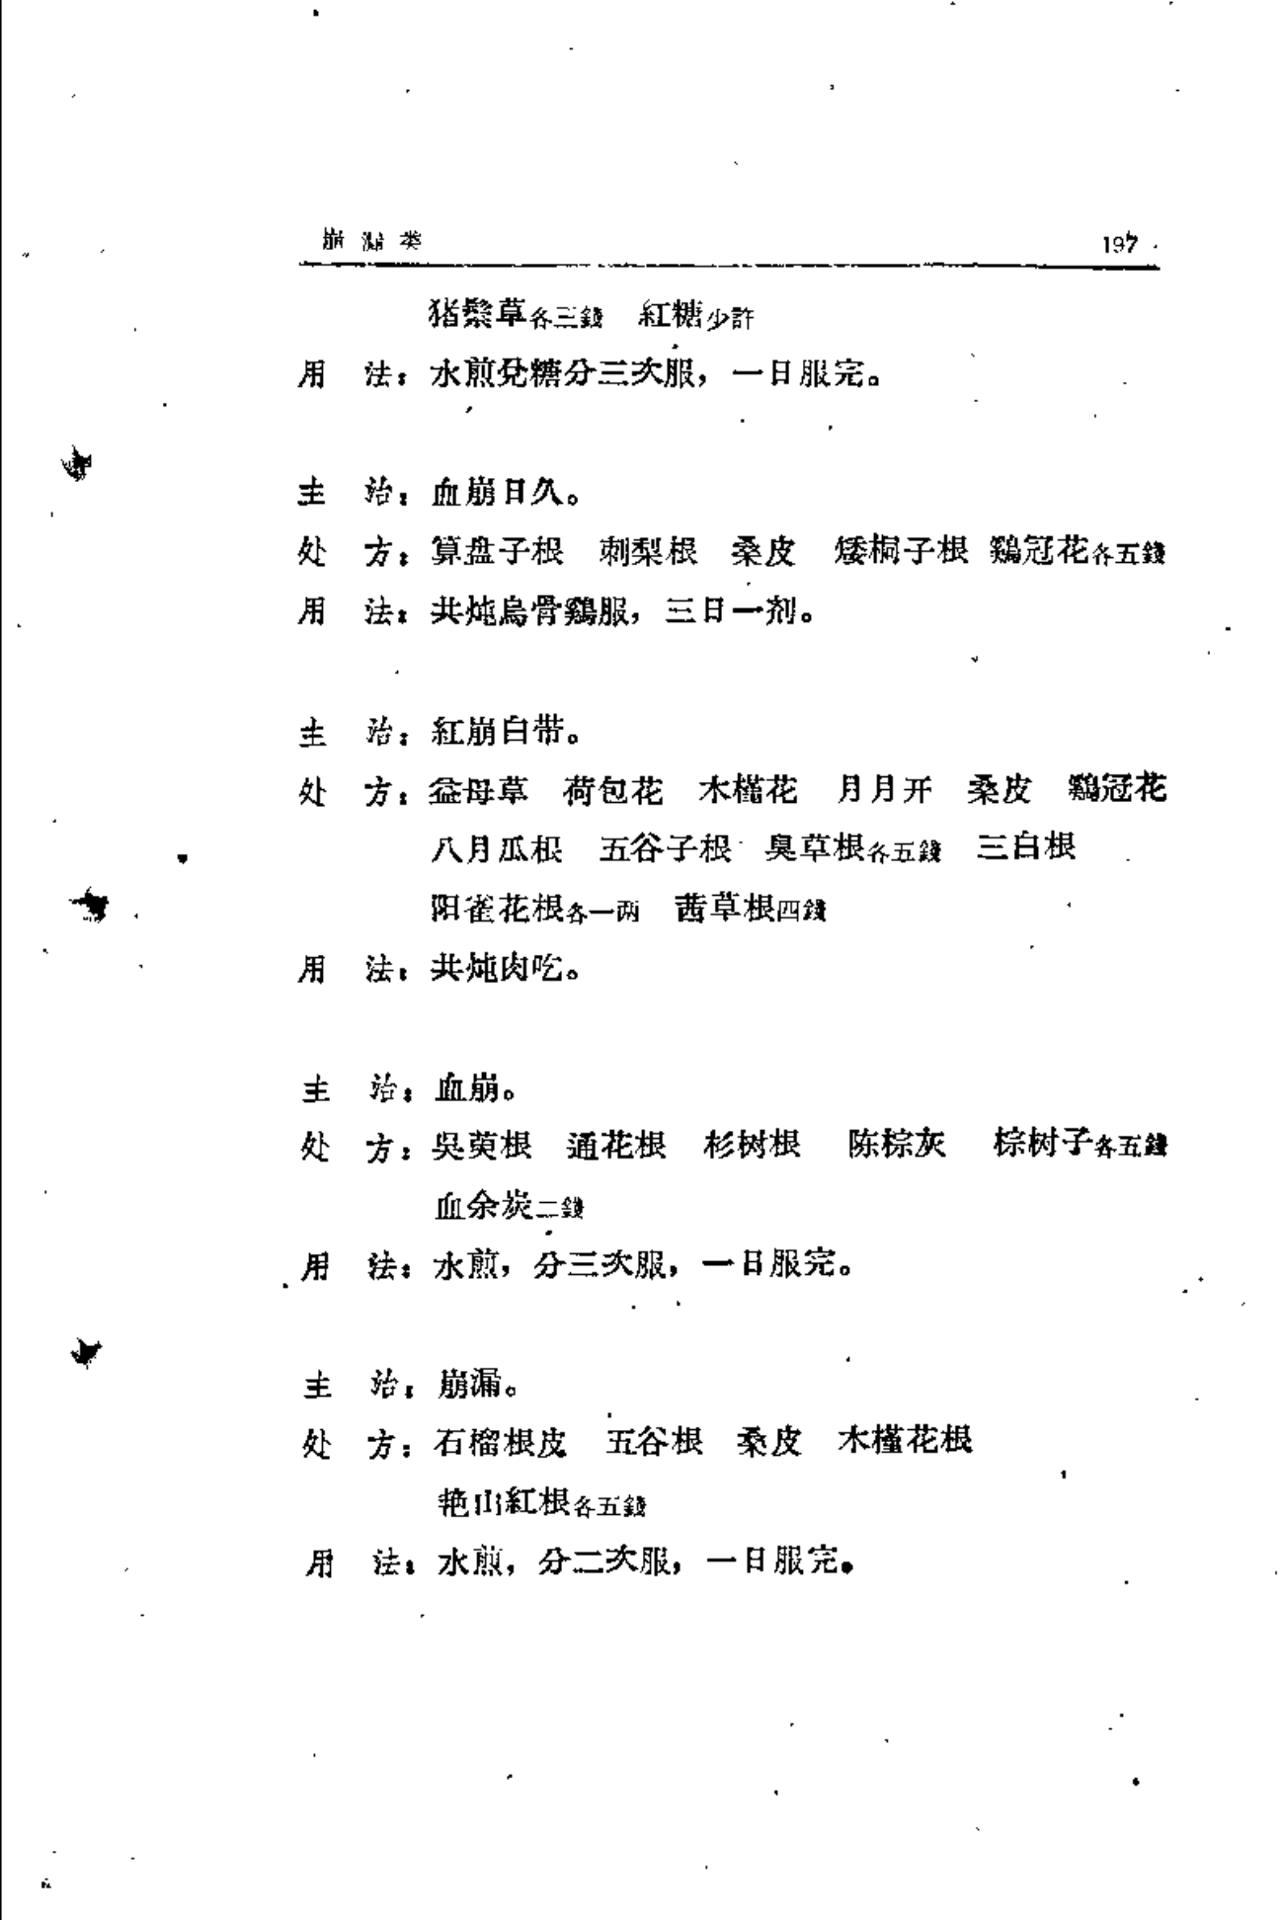 崩漏类 197
猪鬃草各三錢 紅糖少許
用 法：水煎兌糖分三次服，一日服完。
主 治：血崩日久。
处 方：算盘子根 刺梨根 桑皮 矮桐子根 鷄冠花各五錢
用 法：共炖烏骨鷄服，三日一剂。
主 治：紅崩白带。
处 方：益母草 荷包花 木槿花 月月开 桑皮 鷄冠花
八月瓜根 五谷子根 臭草根各五錢 三白根
阳雀花根各一两 茜草根四錢
用 法：共炖肉吃。
主 治：血崩。
处 方：吳萸根 通花根 杉树根 陈棕灰 棕树子各五錢
血余炭二錢
用 法：水煎，分三次服，一日服完。
主 治：崩漏。
处 方：石榴根皮 五谷根 桑皮 木槿花根
艳山紅根各五錢
用 法：水煎，分二次服，一日服完。